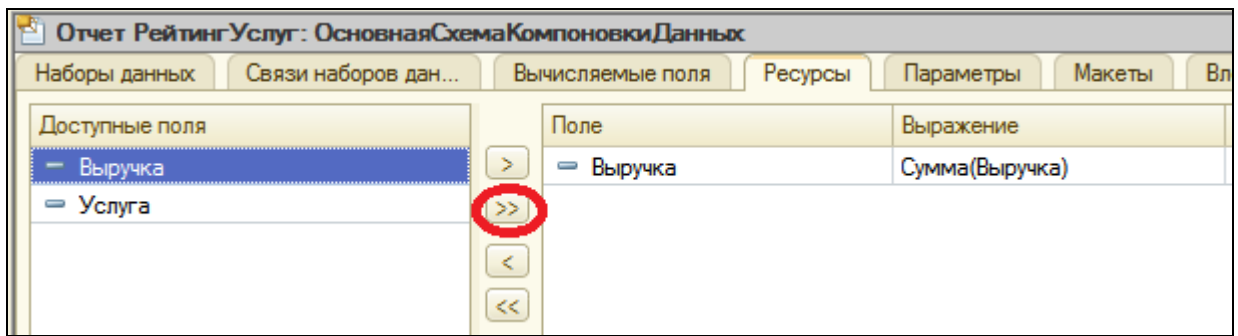 Отчет РейтингУслуг: ОсновнаяСхемаКомпоновкиДанных
Наборы данных Связи наборов дан... Вычисляемые поля Ресурсы Параметры Макеты Вл
Доступные поля Поле Выражение
Выручка > Выручка Сумма(Выручка)
Услуга >>
<
<<